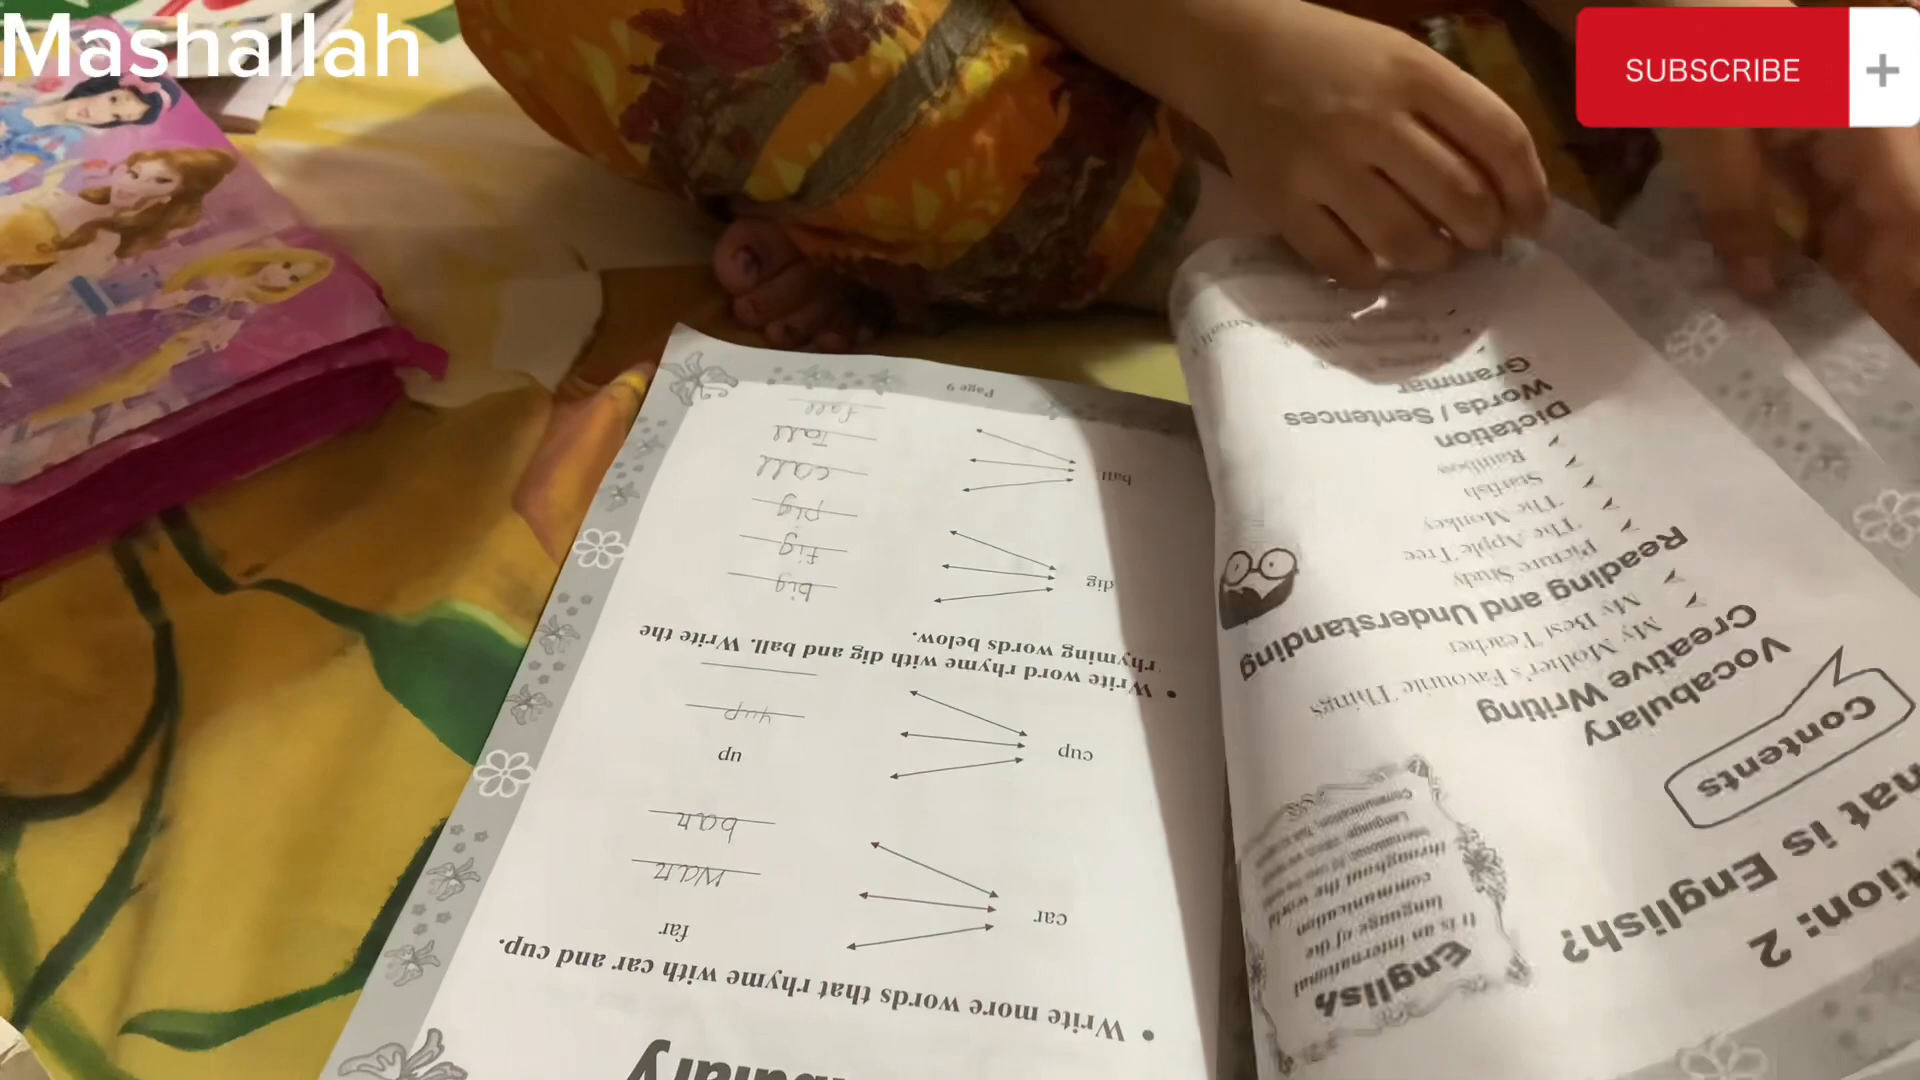 Mashallah
SUBSCRIBE +
Write more words that rhyme with car and cup.
car
far
war
bar
cup
up
yup
Write word rhyme with dig and ball. Write the
rhyming words below.
dig
big
fig
pig
ball
call
Tall
fall
Page 9
tion: 2
hat is English?
English
It is an international
language of the
communication
throughout the world
Contents
Vocabulary
Creative Writing
My Mother's Favourite Things
My Best Teacher
Reading and Understanding
Picture Study
The Apple Tree
The Monkey
Starfish
Rainbow
Dictation
Words / Sentences
Grammar